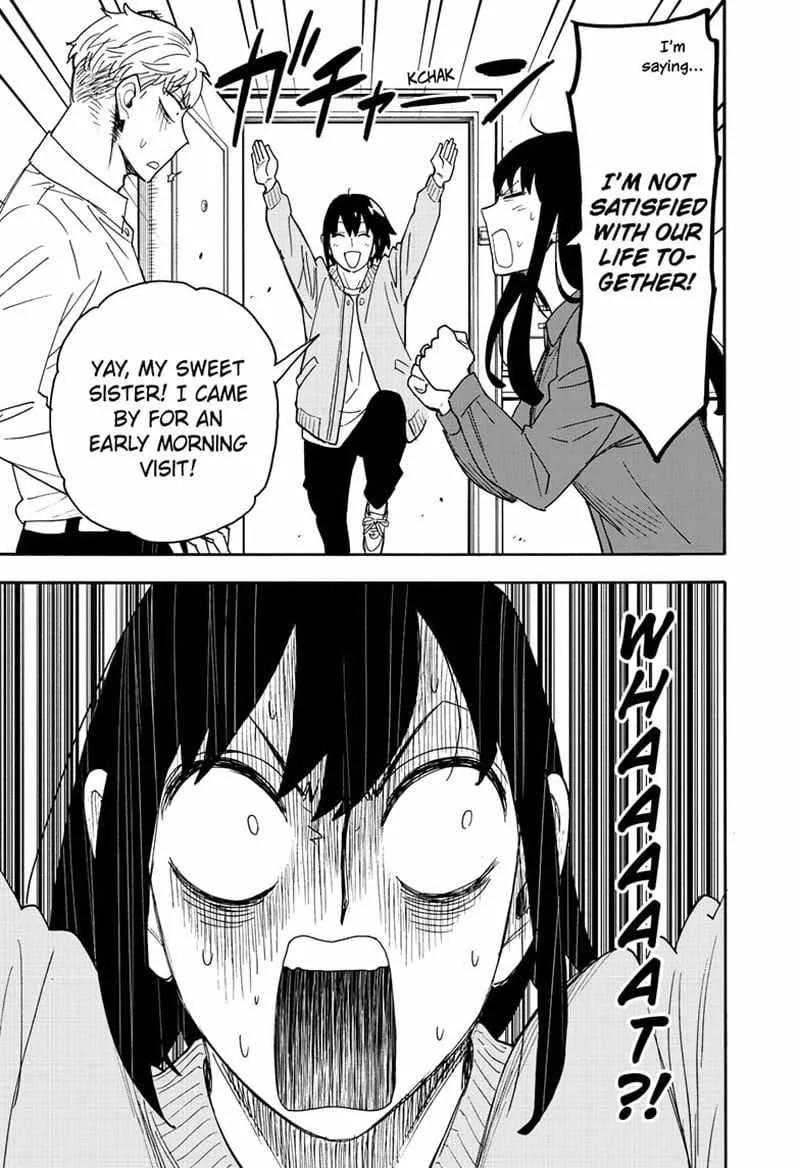 I'm
saying...
I'M NOT
SATISFIED
WITH OUR
LIFE TO-
GETHER!
ガチャーン
KCHAK
YAY, MY SWEET
SISTER! I CAME
BY FOR AN
EARLY MORNING
VISIT!
WHAAAAAT?!